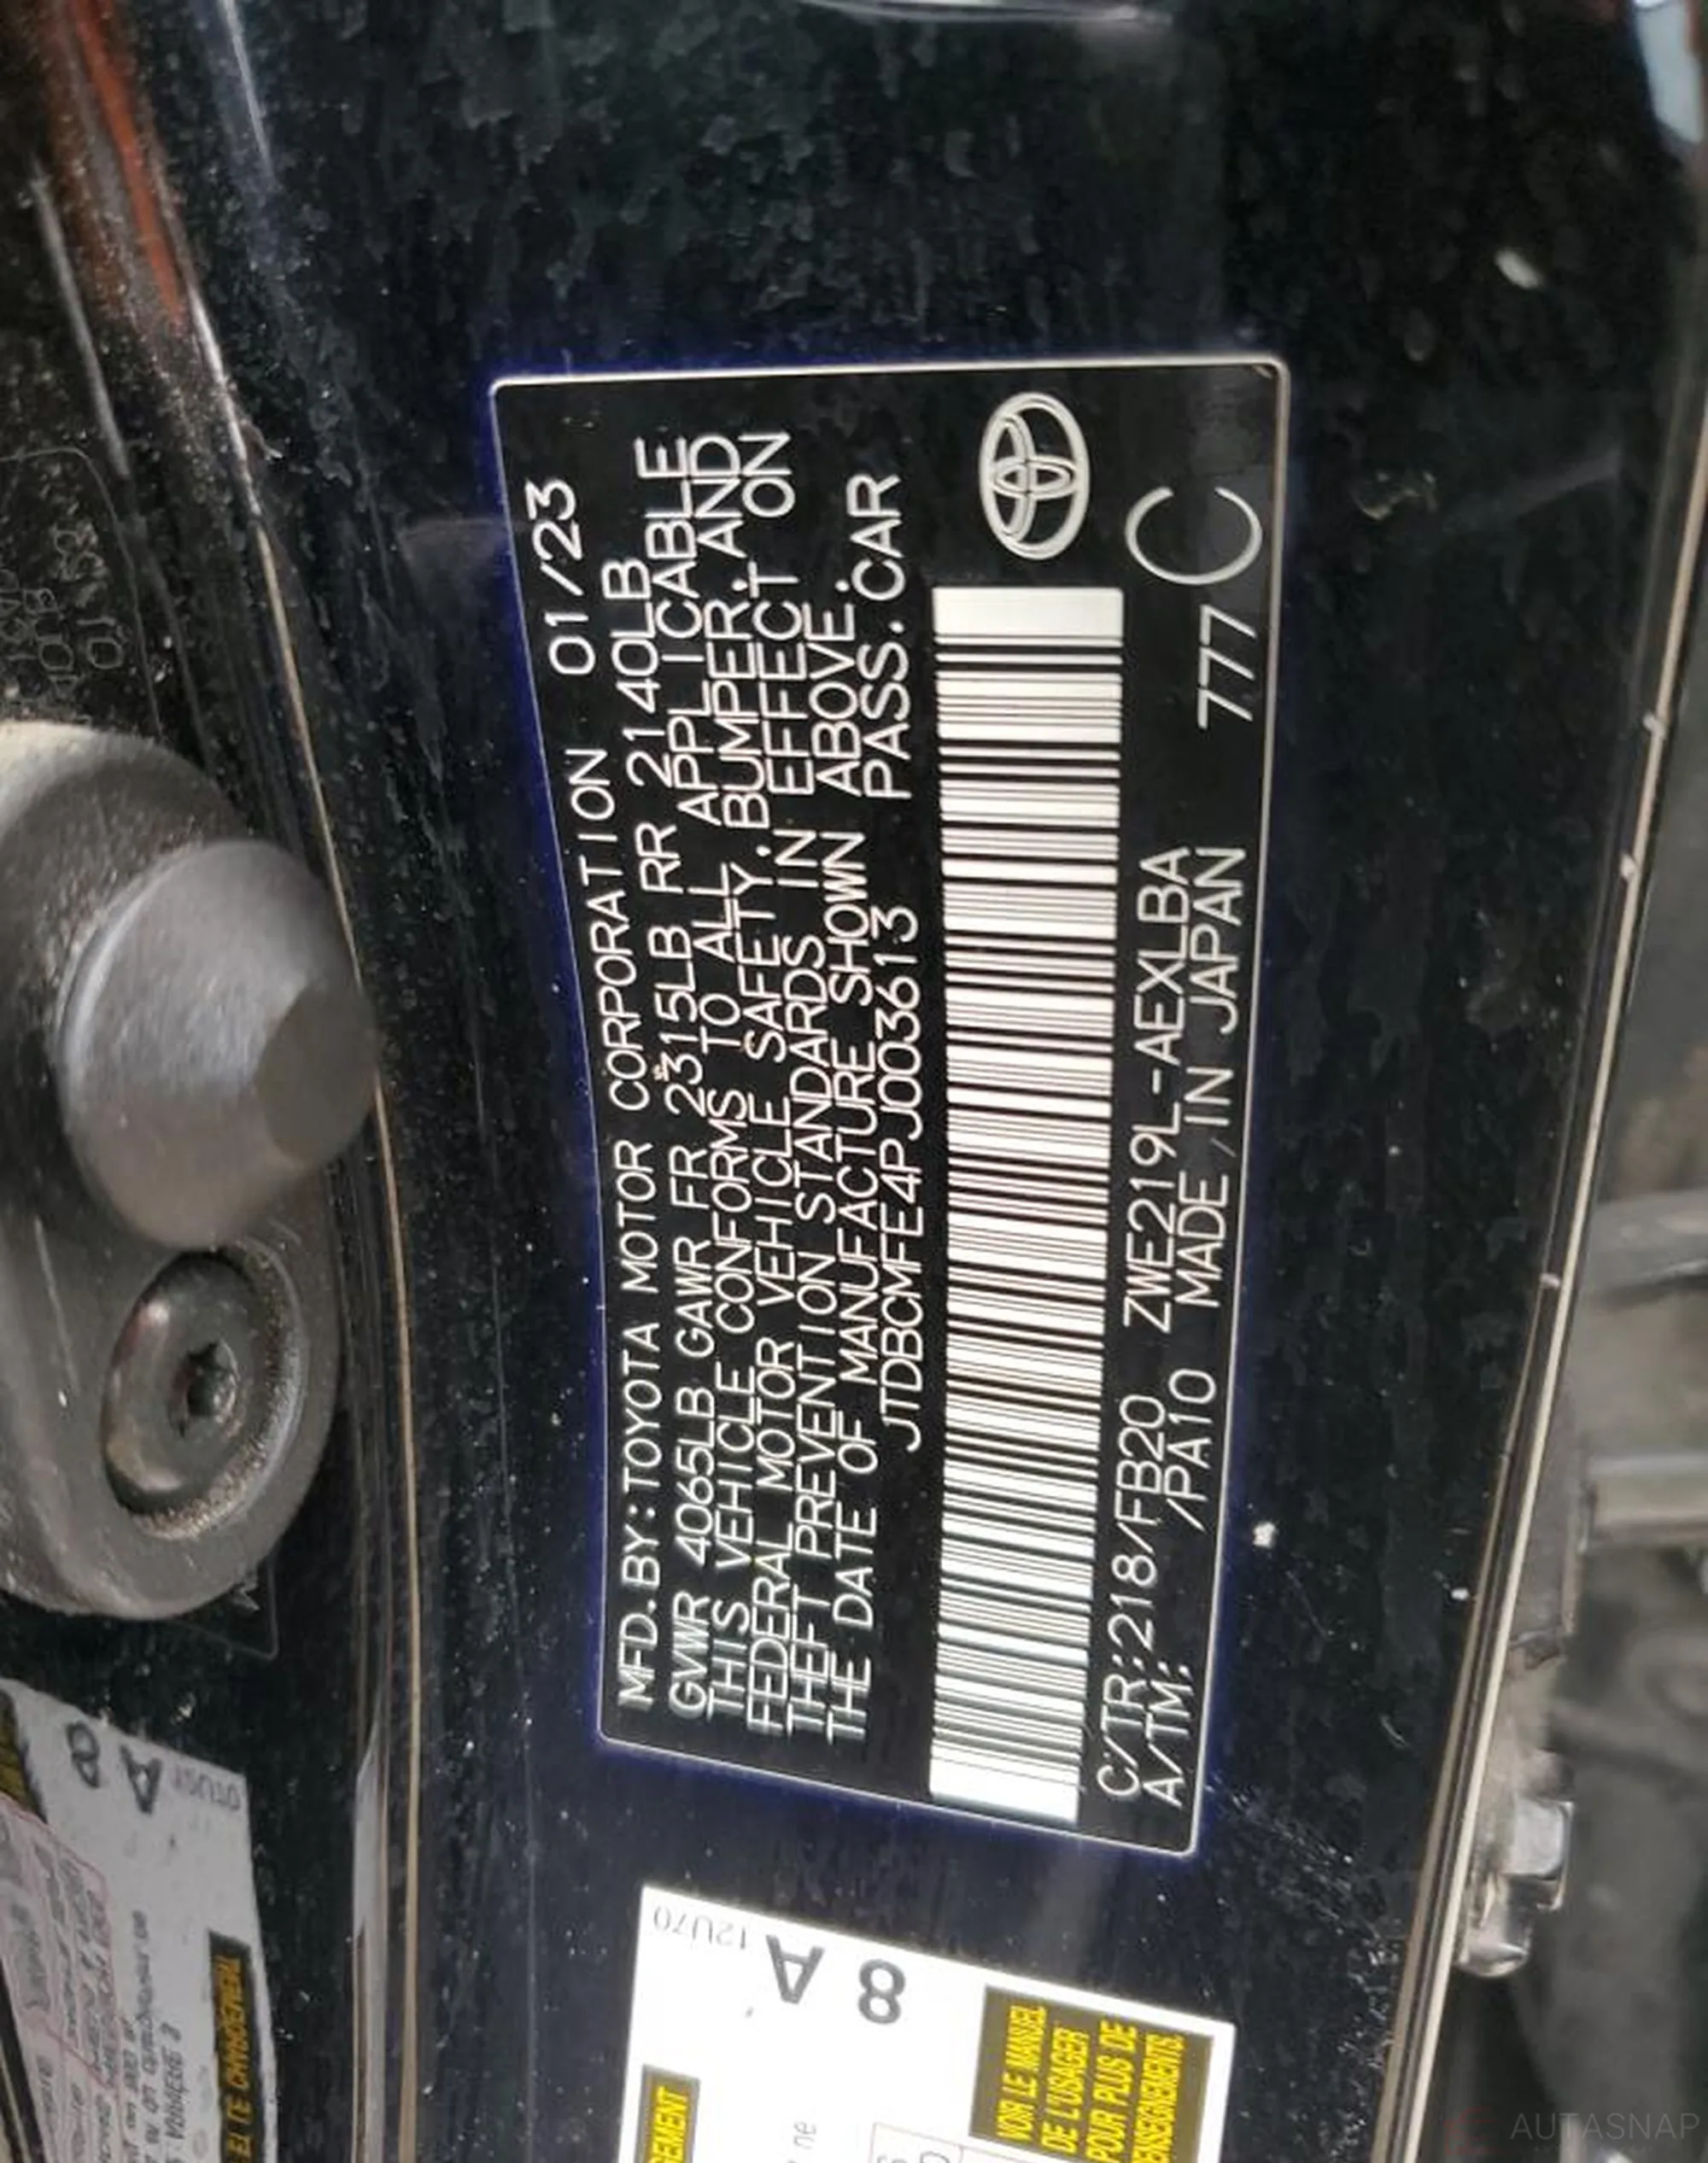 MFD.BY:TOYOTA MOTOR CORPORATION 01/23
GVWR 4065LB GAWR FR 2315LB RR 2140LB
THIS VEHICLE CONFORMS TO ALL APPLICABLE
FEDERAL MOTOR VEHICLE SAFETY.BUMPER.AND
THEFT PREVENTION STANDARDS IN EFFECT ON
THE DATE OF MANUFACTURE SHOWN ABOVE.
JTDBCMFE4PJ003613 PASS.CAR
C/TR:218/FB20 ZWE219L-AEXLBA
A/TM: /PA10 MADE IN JAPAN 777 C
12U70
8 A
VOIR LE MANUEL
DE L'USAGER
POUR PLUS DE
A 8
AUTASNAP